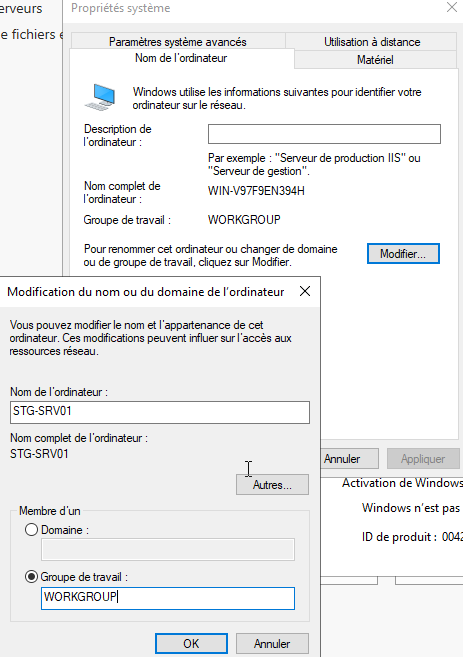 erveurs
Propriétés système
e fichiers e
Paramètres système avancés
Utilisation à distance
Nom de l'ordinateur
Matériel
Windows utilise les informations suivantes pour identifier votre
ordinateur sur le réseau.
Description de
l'ordinateur :
Par exemple : "Serveur de production IIS" ou
"Serveur de gestion".
Nom complet de
l'ordinateur :
WIN-V97F9EN394H
Groupe de travail :
WORKGROUP
Pour renommer cet ordinateur ou changer de domaine
ou de groupe de travail, cliquez sur Modifier.
Modifier...
Modification du nom ou du domaine de l'ordinateur
Vous pouvez modifier le nom et l'appartenance de cet
ordinateur. Ces modifications peuvent influer sur l'accès aux
ressources réseau.
Nom de l'ordinateur :
STG-SRV01
Nom complet de l'ordinateur :
STG-SRV01
Autres...
Membre d'un
Domaine :
Groupe de travail :
WORKGROUP
OK
Annuler
Annuler
Appliquer
Activation de Windows
Windows n'est pas
ID de produit : 0042